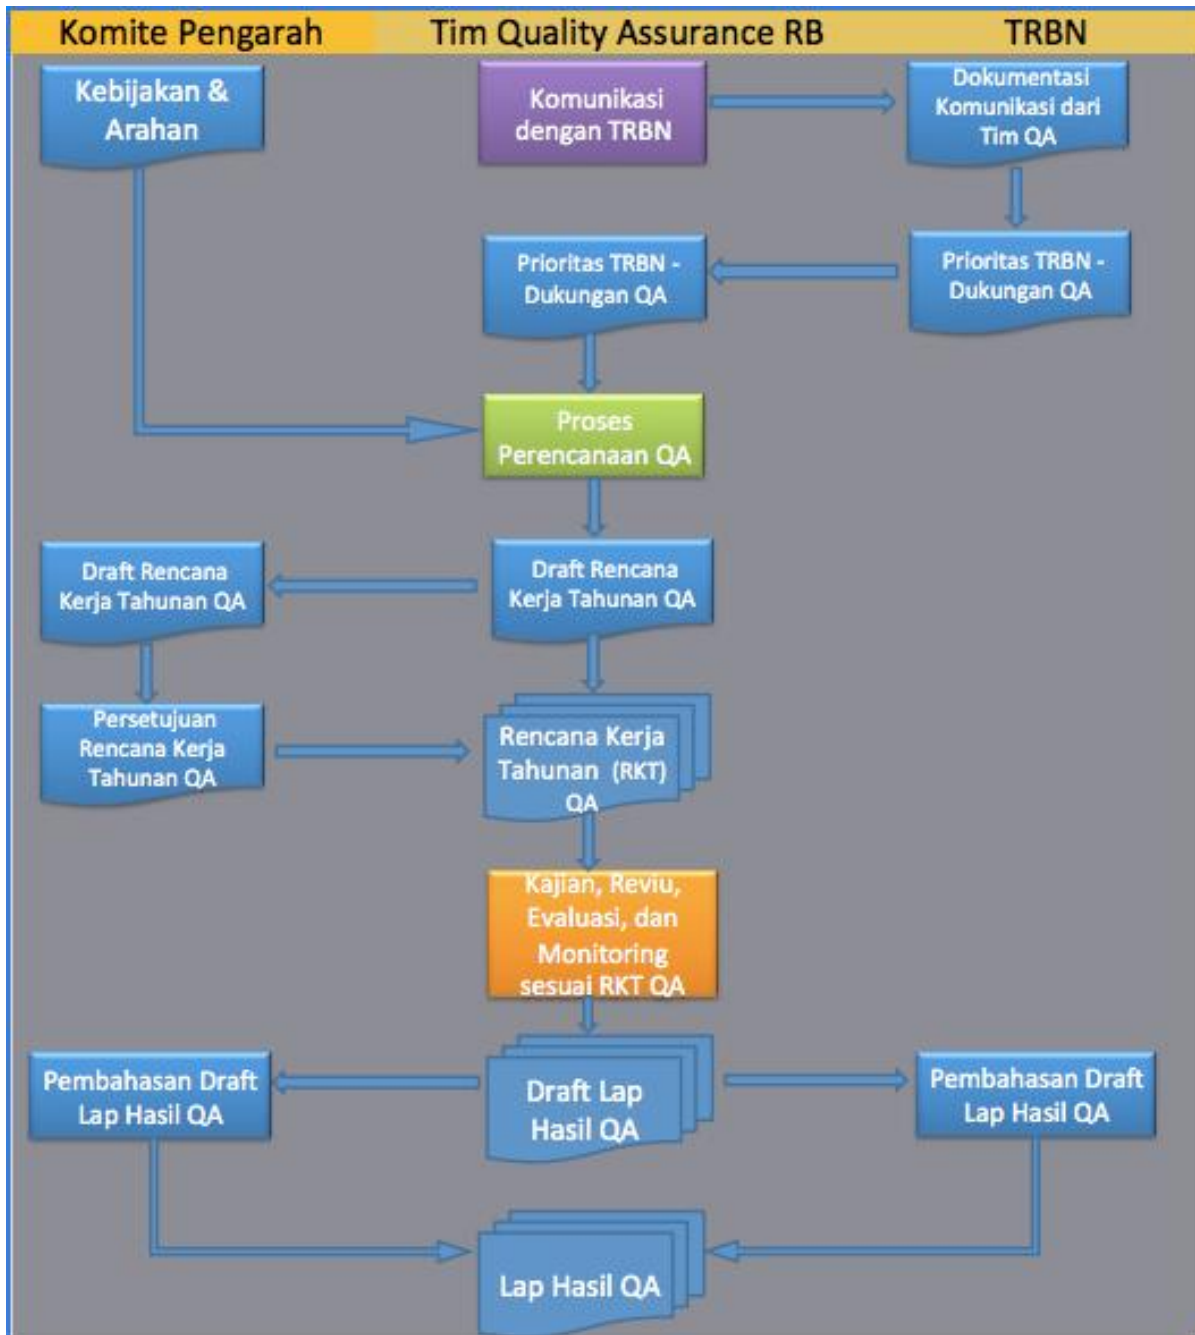 Komite Pengarah
Tim Quality Assurance RB
TRBN
Kebijakan &
Arahan
Komunikasi
dengan TRBN
Dokumentasi
Komunikasi dari
Tim QA
Prioritas TRBN -
Dukungan QA
Prioritas TRBN -
Dukungan QA
Proses
Perencanaan QA
Draft Rencana
Kerja Tahunan QA
Draft Rencana
Kerja Tahunan QA
Persetujuan
Rencana Kerja
Tahunan QA
Rencana Kerja
Tahunan (RKT)
QA
Kajian, Reviu,
Evaluasi, dan
Monitoring
sesuai RKT QA
Pembahasan Draft
Lap Hasil QA
Draft Lap
Hasil QA
Pembahasan Draft
Lap Hasil QA
Lap Hasil QA